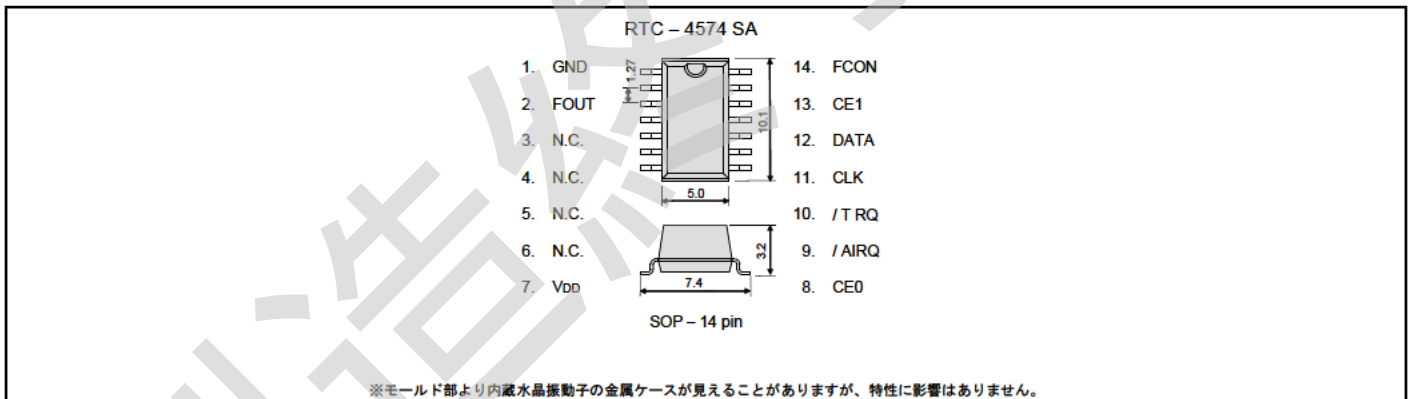 RTC – 4574 SA
1. GND
2. FOUT
3. N.C.
4. N.C.
5. N.C.
6. N.C.
7. VDD
14. FCON
13. CE1
12. DATA
11. CLK
10. / T RQ
9. / AIRQ
8. CE0
1.27
10.1
5.0
3.2
7.4
SOP – 14 pin
※モールド部より内蔵水晶振動子の金属ケースが見えることがありますが、特性に影響はありません。